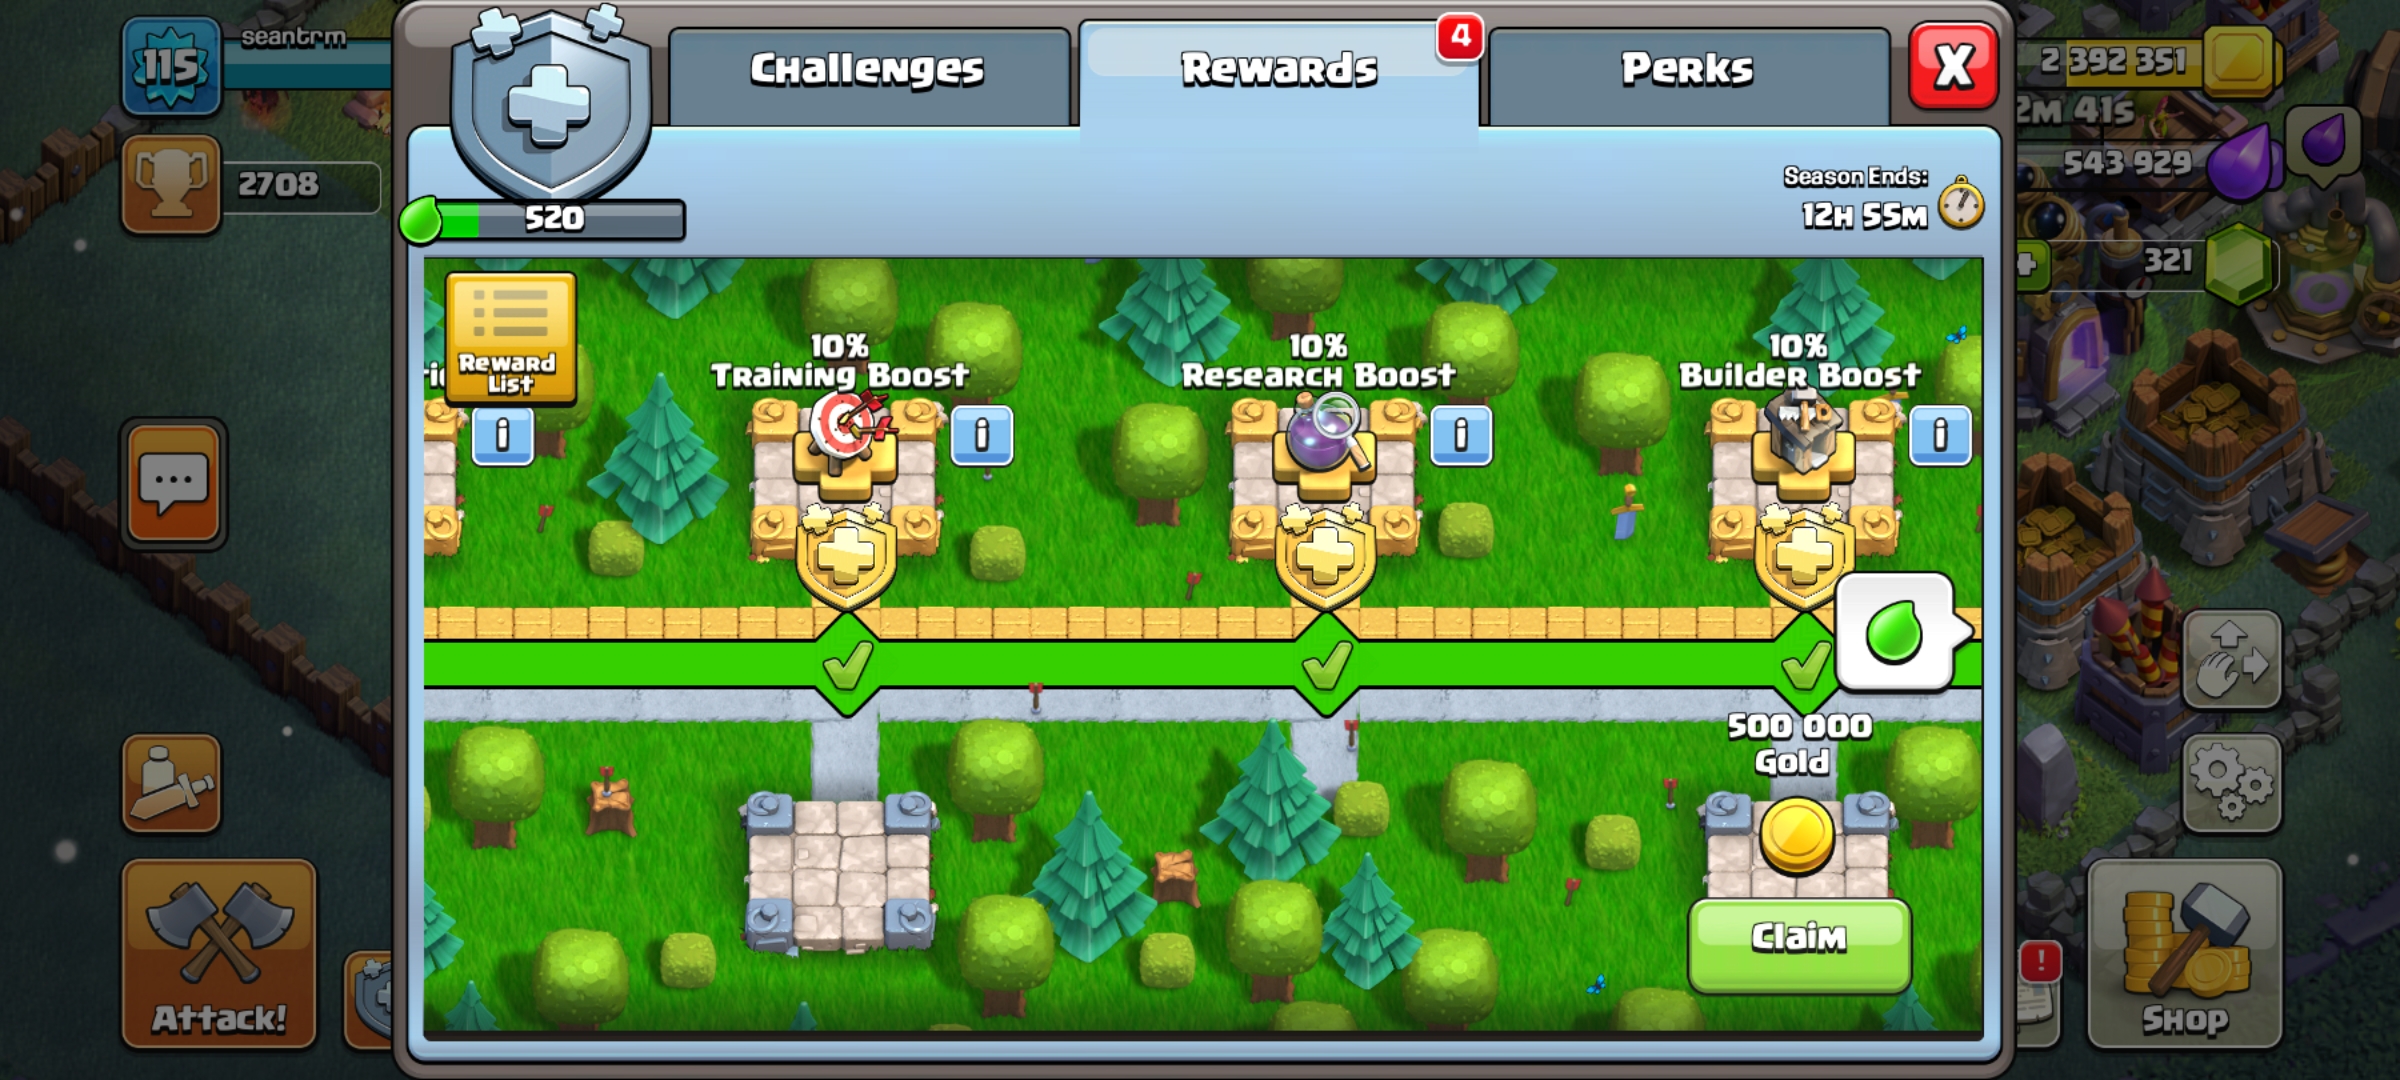 115
seantrm
2708
Attack!
Challenges
Rewards
4
Perks
X
520
Season Ends:
12H 55M
Reward
List
10%
Training Boost
i
10%
Research Boost
i
10%
Builder Boost
i
i
500 000
Gold
Claim
2 392 351
2M 41S
543 929
321
!
Shop